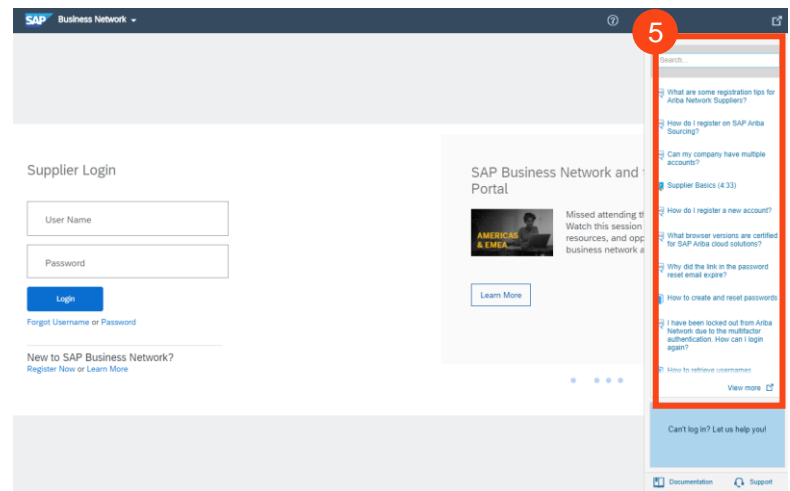 SAP Business Network
5
Search...
What are some registration tips for
Ariba Network Suppliers?
How do I register on SAP Ariba
Sourcing?
Can my company have multiple
accounts?
Supplier Basics (4:33)
How do I register a new account?
What browser versions are certified
for SAP Ariba cloud solutions?
Why did the link in the password
reset email expire?
How to create and reset passwords
I have been locked out from Ariba
Network due to the multifactor
authentication. How can I login
again?
How to retrieve usernames
View more
Can't log in? Let us help you!
Documentation
Support
Supplier Login
User Name
Password
Login
Forgot Username or Password
New to SAP Business Network?
Register Now or Learn More
SAP Business Network and
Portal
AMERICAS
& EMEA
Missed attending
Watch this session
resources, and opp
business network a
Learn More